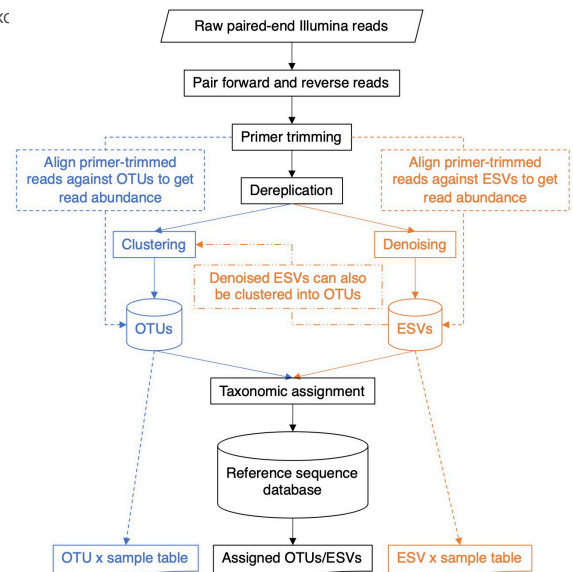 Raw paired-end Illumina reads
Pair forward and reverse reads
Primer trimming
Align primer-trimmed
reads against OTUs to get
read abundance
Align primer-trimmed
reads against ESVs to get
read abundance
Dereplication
Clustering
Denoising
Denoised ESVs can also
be clustered into OTUs
OTUs
ESVs
Taxonomic assignment
Reference sequence
database
OTU x sample table
Assigned OTUs/ESVs
ESV x sample table